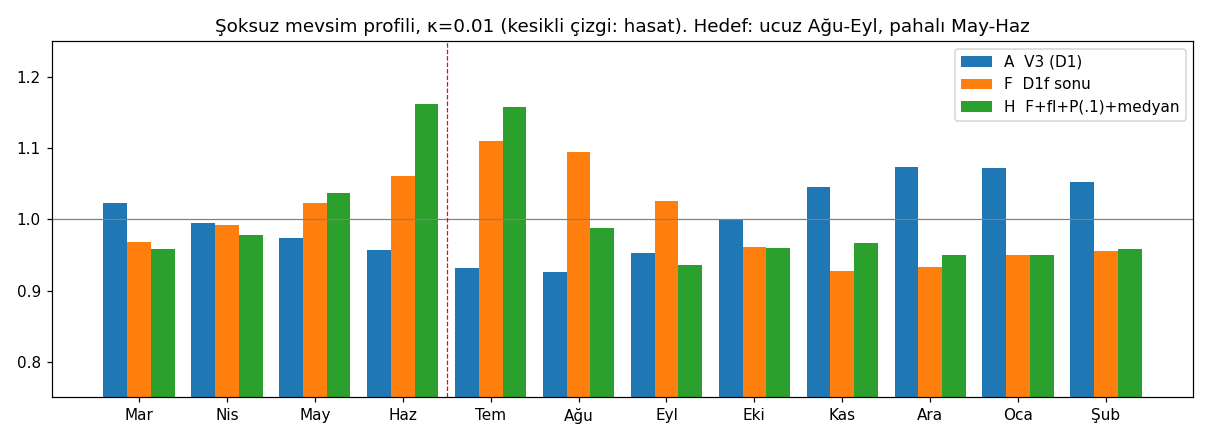 Şoksuz mevsim profili, κ=0.01 (kesikli çizgi: hasat). Hedef: ucuz Ağu-Eyl, pahalı May-Haz
A  V3 (D1)
F  D1f sonu
H  F+fl+P(.1)+medyan
1.2
1.1
1.0
0.9
0.8
Mar Nis May Haz Tem Ağu Eyl Eki Kas Ara Oca Şub